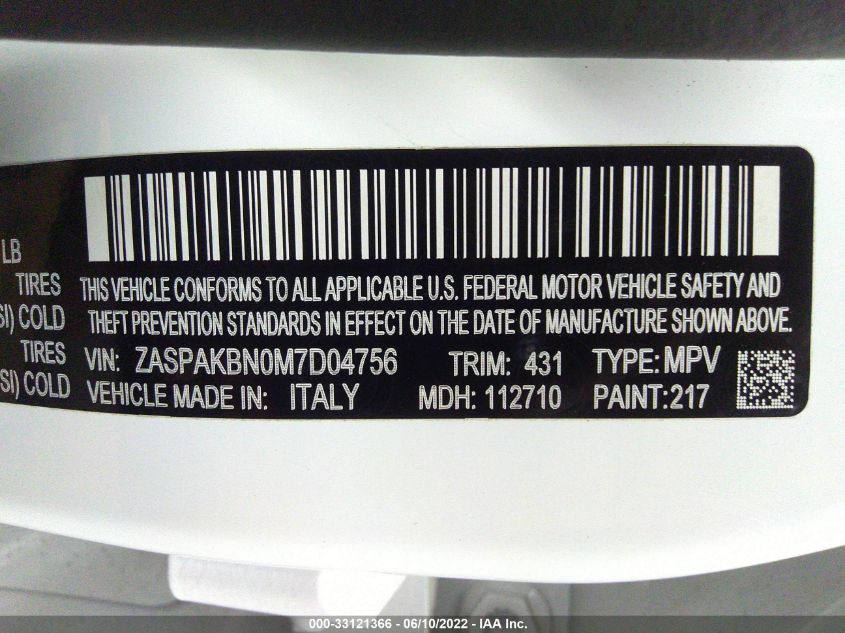 LB
TIRES
SI) COLD
TIRES
SI) COLD
THIS VEHICLE CONFORMS TO ALL APPLICABLE U.S. FEDERAL MOTOR VEHICLE SAFETY AND
THEFT PREVENTION STANDARDS IN EFFECT ON THE DATE OF MANUFACTURE SHOWN ABOVE.
VIN: ZASPAKBN0M7D04756 TRIM: 431 TYPE: MPV
VEHICLE MADE IN: ITALY MDH: 112710 PAINT:217
000-33121366 - 06/10/2022 - IAA Inc.